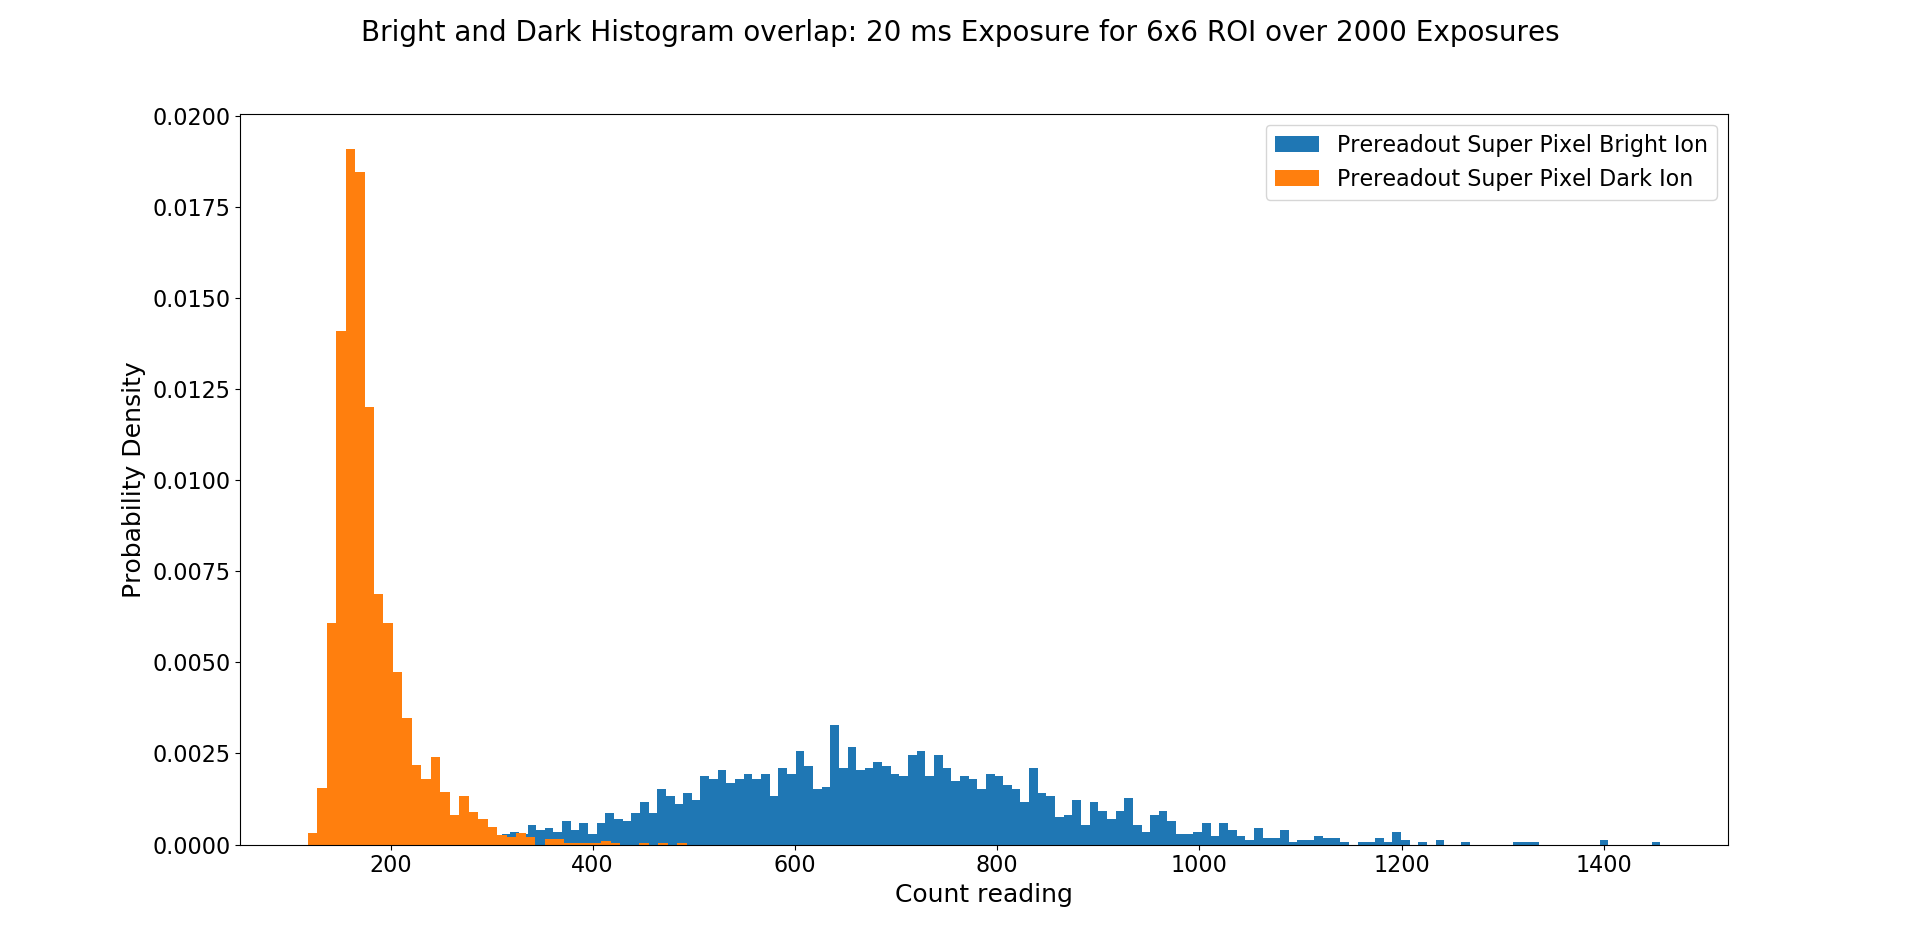 Bright and Dark Histogram overlap: 20 ms Exposure for 6x6 ROI over 2000 Exposures
Prereadout Super Pixel Bright Ion
Prereadout Super Pixel Dark Ion
Probability Density
0.0200
0.0175
0.0150
0.0125
0.0100
0.0075
0.0050
0.0025
0.0000
200 400 600 800 1000 1200 1400
Count reading